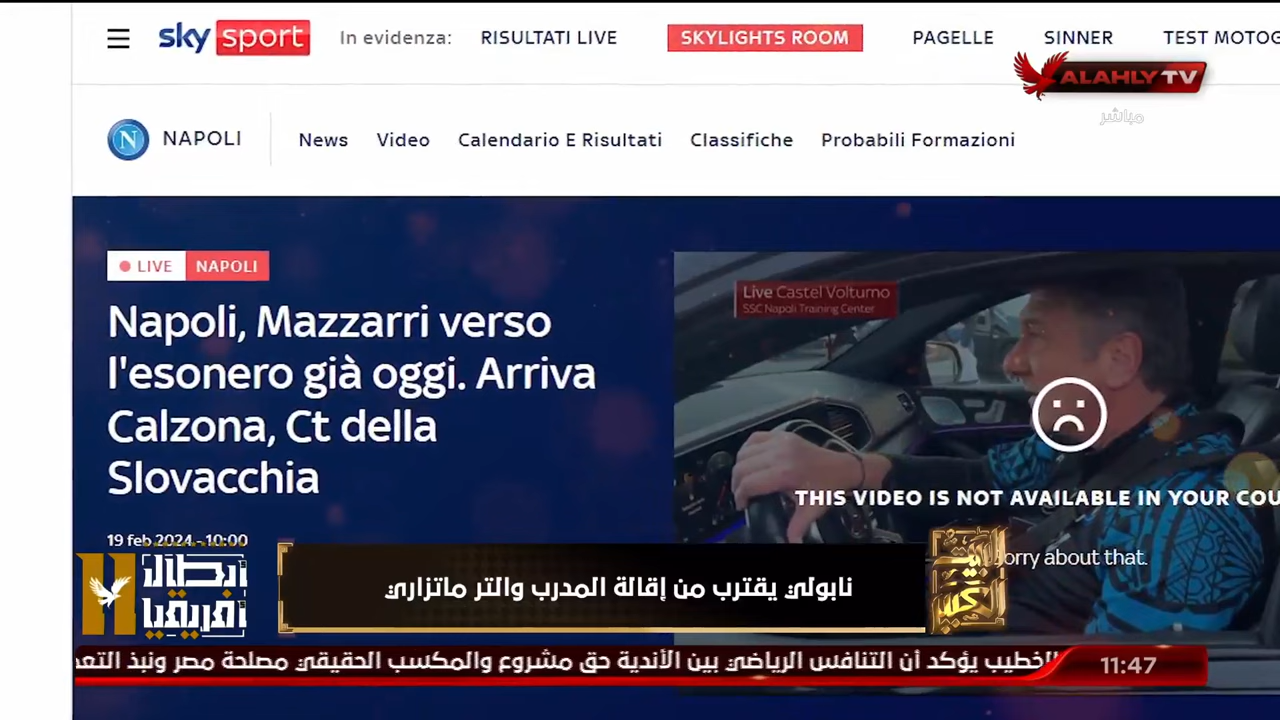 sky sport
In evidenza:
RISULTATI LIVE
SKYLIGHTS ROOM
PAGELLE
SINNER
TEST
ALAHLY TV
مباشر
N
NAPOLI
News
Video
Calendario E Risultati
Classifiche
Probabili Formazioni
LIVE
NAPOLI
Napoli, Mazzarri verso
l'esonero già oggi. Arriva
Calzona, Ct della
Slovacchia
19 feb 2024 - 10:00
Live Castel Volturno
SSC Napoli Training Center
THIS VIDEO IS NOT AVAILABLE IN YOUR
about that.
أبطال
أفريقيا
نابولي يقترب من إقالة المدرب والتر ماتزاري
الخطيب يؤكد أن التنافس الرياضي بين الأندية حق مشروع والمكسب الحقيقي مصلحة مصر ونبذ
11:47